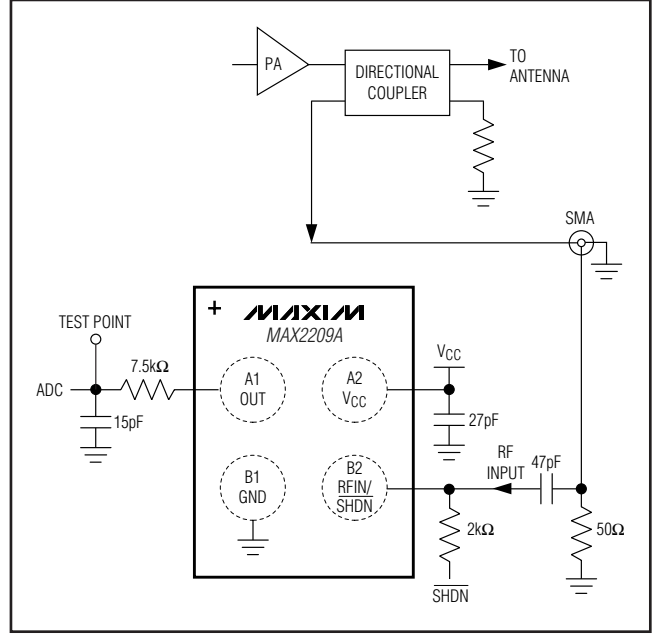 PA
DIRECTIONAL
COUPLER
TO
ANTENNA
SMA
+
MAXIM
MAX2209A
TEST POINT
7.5kΩ
ADC
15pF
A1
OUT
A2
VCC
VCC
27pF
B1
GND
B2
RFIN/
SHDN
RF
INPUT
47pF
2kΩ
50Ω
SHDN